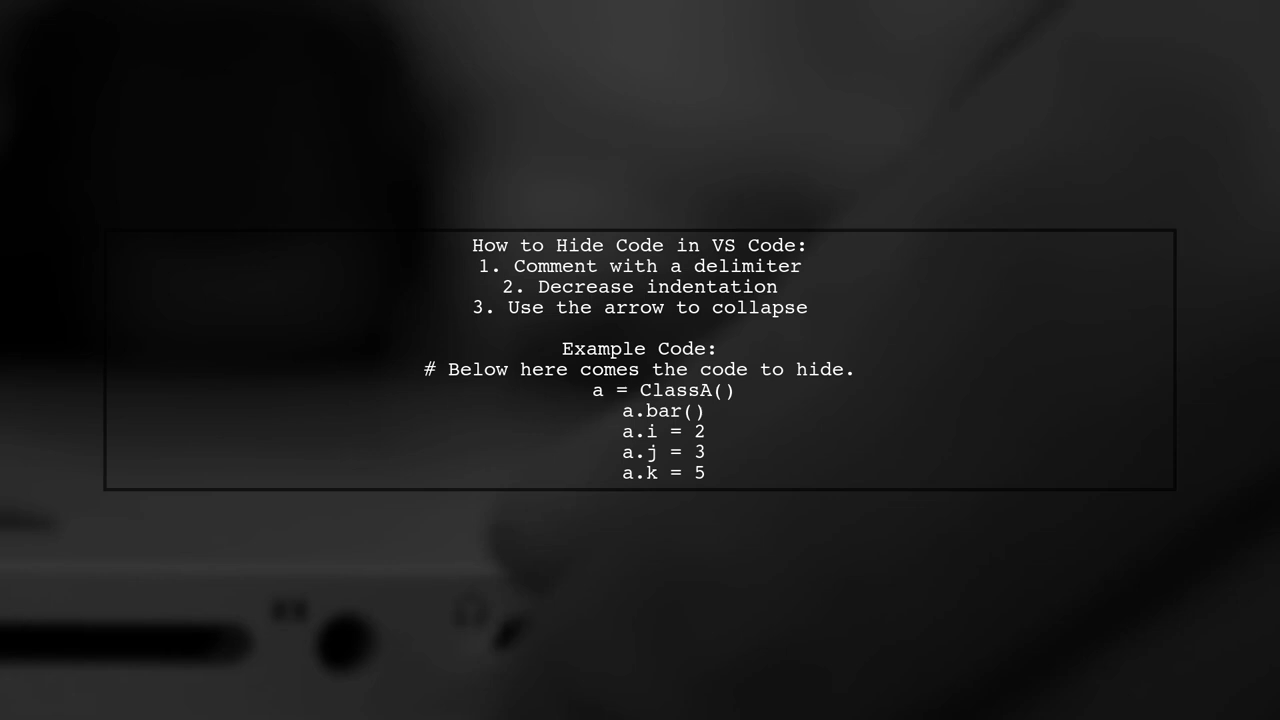 How to Hide Code in VS Code:
1. Comment with a delimiter
2. Decrease indentation
3. Use the arrow to collapse
Example Code:
# Below here comes the code to hide.
a = ClassA()
a.bar()
a.i = 2
a.j = 3
a.k = 5